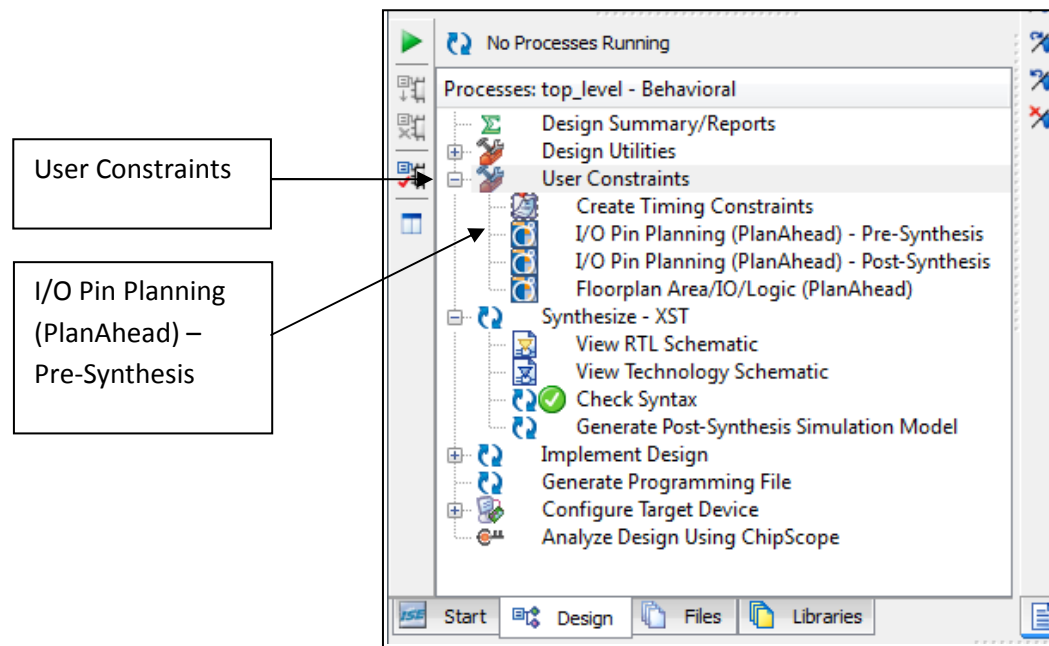 User Constraints
I/O Pin Planning
(PlanAhead) –
Pre-Synthesis
No Processes Running
Processes: top_level - Behavioral
Design Summary/Reports
Design Utilities
User Constraints
Create Timing Constraints
I/O Pin Planning (PlanAhead) - Pre-Synthesis
I/O Pin Planning (PlanAhead) - Post-Synthesis
Floorplan Area/IO/Logic (PlanAhead)
Synthesize - XST
View RTL Schematic
View Technology Schematic
Check Syntax
Generate Post-Synthesis Simulation Model
Implement Design
Generate Programming File
Configure Target Device
Analyze Design Using ChipScope
ISE Start Design Files Libraries